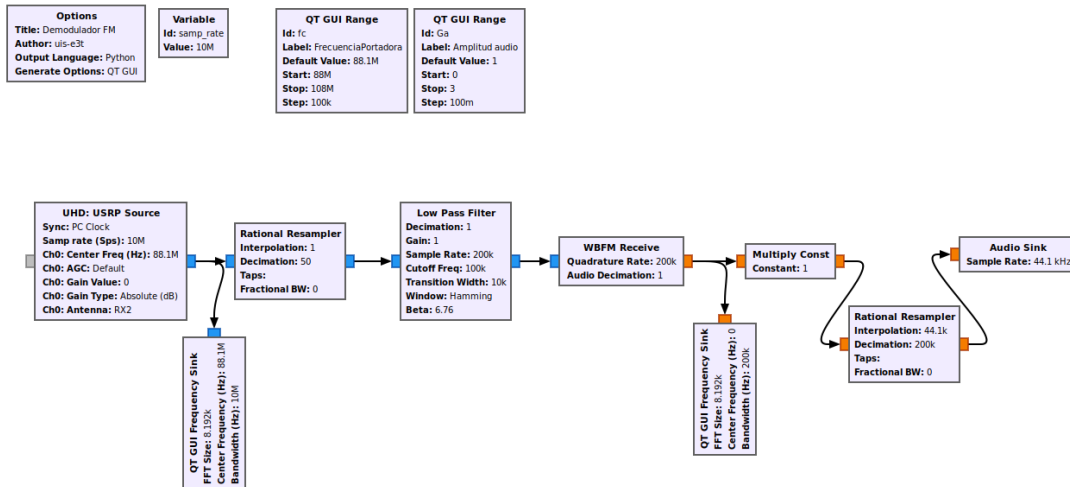 Options
Title: Demodulador FM
Author: uis-e3t
Output Language: Python
Generate Options: QT GUI
Variable
Id: samp_rate
Value: 10M
QT GUI Range
Id: fc
Label: FrecuenciaPortadora
Default Value: 88.1M
Start: 88M
Stop: 108M
Step: 100k
QT GUI Range
Id: Ga
Label: Amplitud audio
Default Value: 1
Start: 0
Stop: 3
Step: 100m
UHD: USRP Source
Sync: PC Clock
Samp rate (Sps): 10M
Ch0: Center Freq (Hz): 88.1M
Ch0: AGC: Default
Ch0: Gain Value: 0
Ch0: Gain Type: Absolute (dB)
Ch0: Antenna: RX2
Rational Resampler
Interpolation: 1
Decimation: 50
Taps:
Fractional BW: 0
Low Pass Filter
Decimation: 1
Gain: 1
Sample Rate: 200k
Cutoff Freq: 100k
Transition Width: 10k
Window: Hamming
Beta: 6.76
WBFM Receive
Quadrature Rate: 200k
Audio Decimation: 1
Multiply Const
Constant: 1
Audio Sink
Sample Rate: 44.1 kHz
Rational Resampler
Interpolation: 44.1k
Decimation: 200k
Taps:
Fractional BW: 0
QT GUI Frequency Sink
FFT Size: 8.192k
Center Frequency (Hz): 88.1M
Bandwidth (Hz): 10M
QT GUI Frequency Sink
FFT Size: 8.192k
Center Frequency (Hz): 0
Bandwidth (Hz): 200k